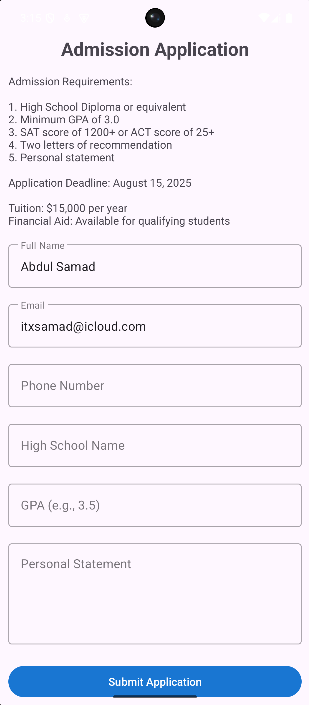 Admission Application
Admission Requirements:
1. High School Diploma or equivalent
2. Minimum GPA of 3.0
3. SAT score of 1200+ or ACT score of 25+
4. Two letters of recommendation
5. Personal statement
Application Deadline: August 15, 2025
Tuition: $15,000 per year
Financial Aid: Available for qualifying students
Full Name
Abdul Samad
Email
itxsamad@icloud.com
Phone Number
High School Name
GPA (e.g., 3.5)
Personal Statement
Submit Application